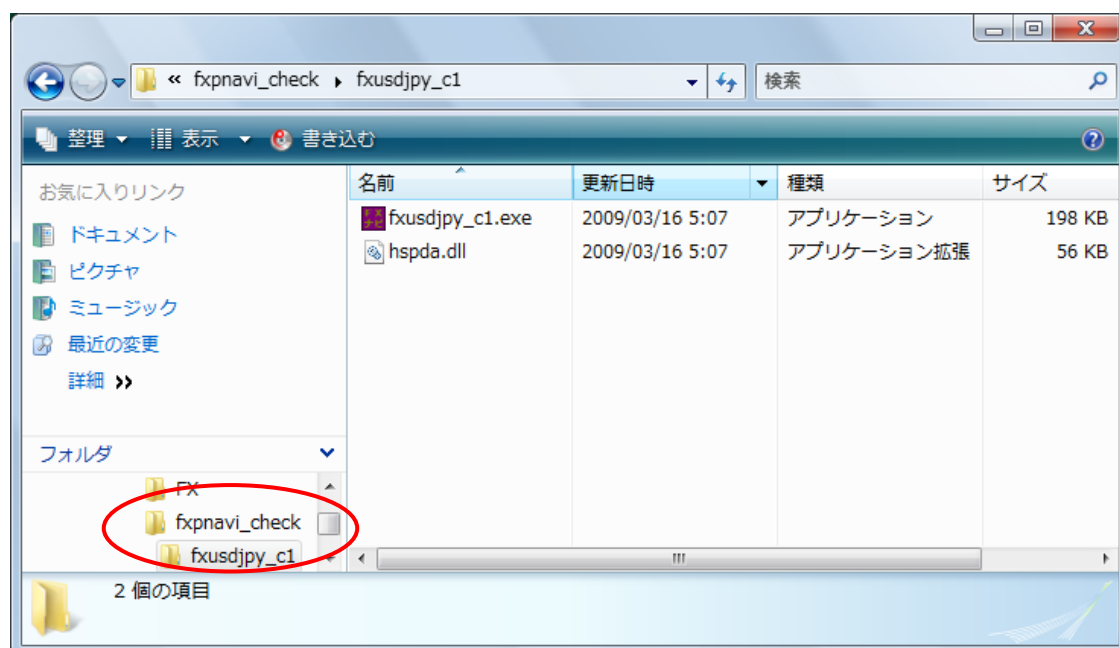 « fxpnavi_check ▸ fxusdjpy_c1
検索
整理 表示 書き込む
お気に入りリンク
ドキュメント
ピクチャ
ミュージック
最近の変更
詳細 »
名前 更新日時 種類 サイズ
fxusdjpy_c1.exe 2009/03/16 5:07 アプリケーション 198 KB
hspda.dll 2009/03/16 5:07 アプリケーション拡張 56 KB
フォルダ
FX
fxpnavi_check
fxusdjpy_c1
2 個の項目